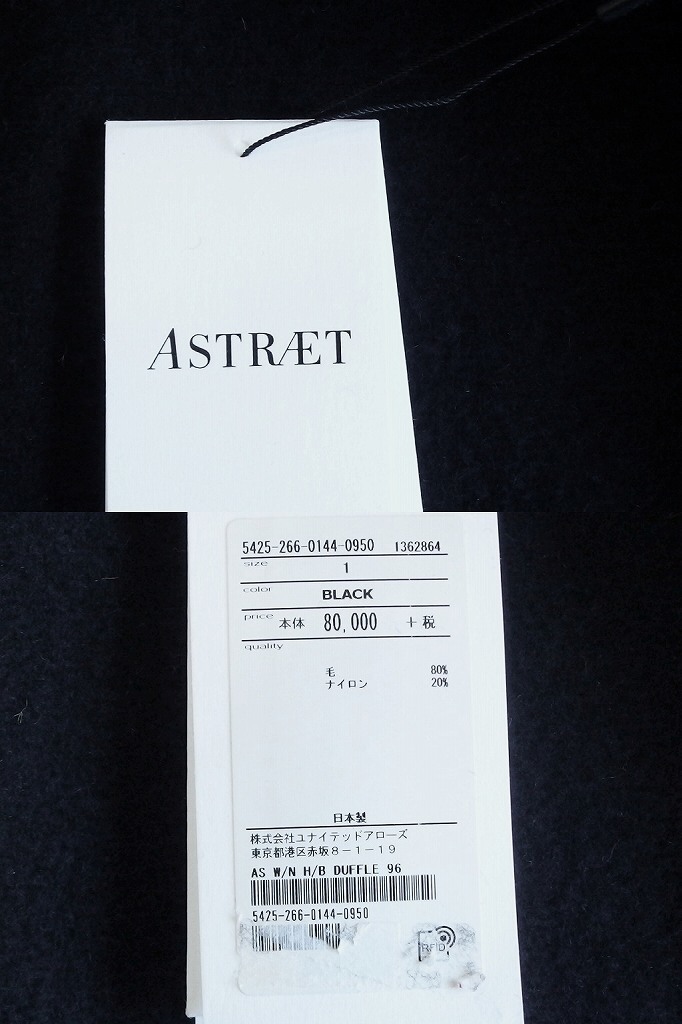 ASTRÆT
5425-266-0144-0950 1362864
size 1
color BLACK
price 本体 80,000 +税
quality
毛 80%
ナイロン 20%
日本製
株式会社ユナイテッドアローズ
東京都港区赤坂8-1-19
AS W/N H/B DUFFLE 96
5425-266-0144-0950
RFID